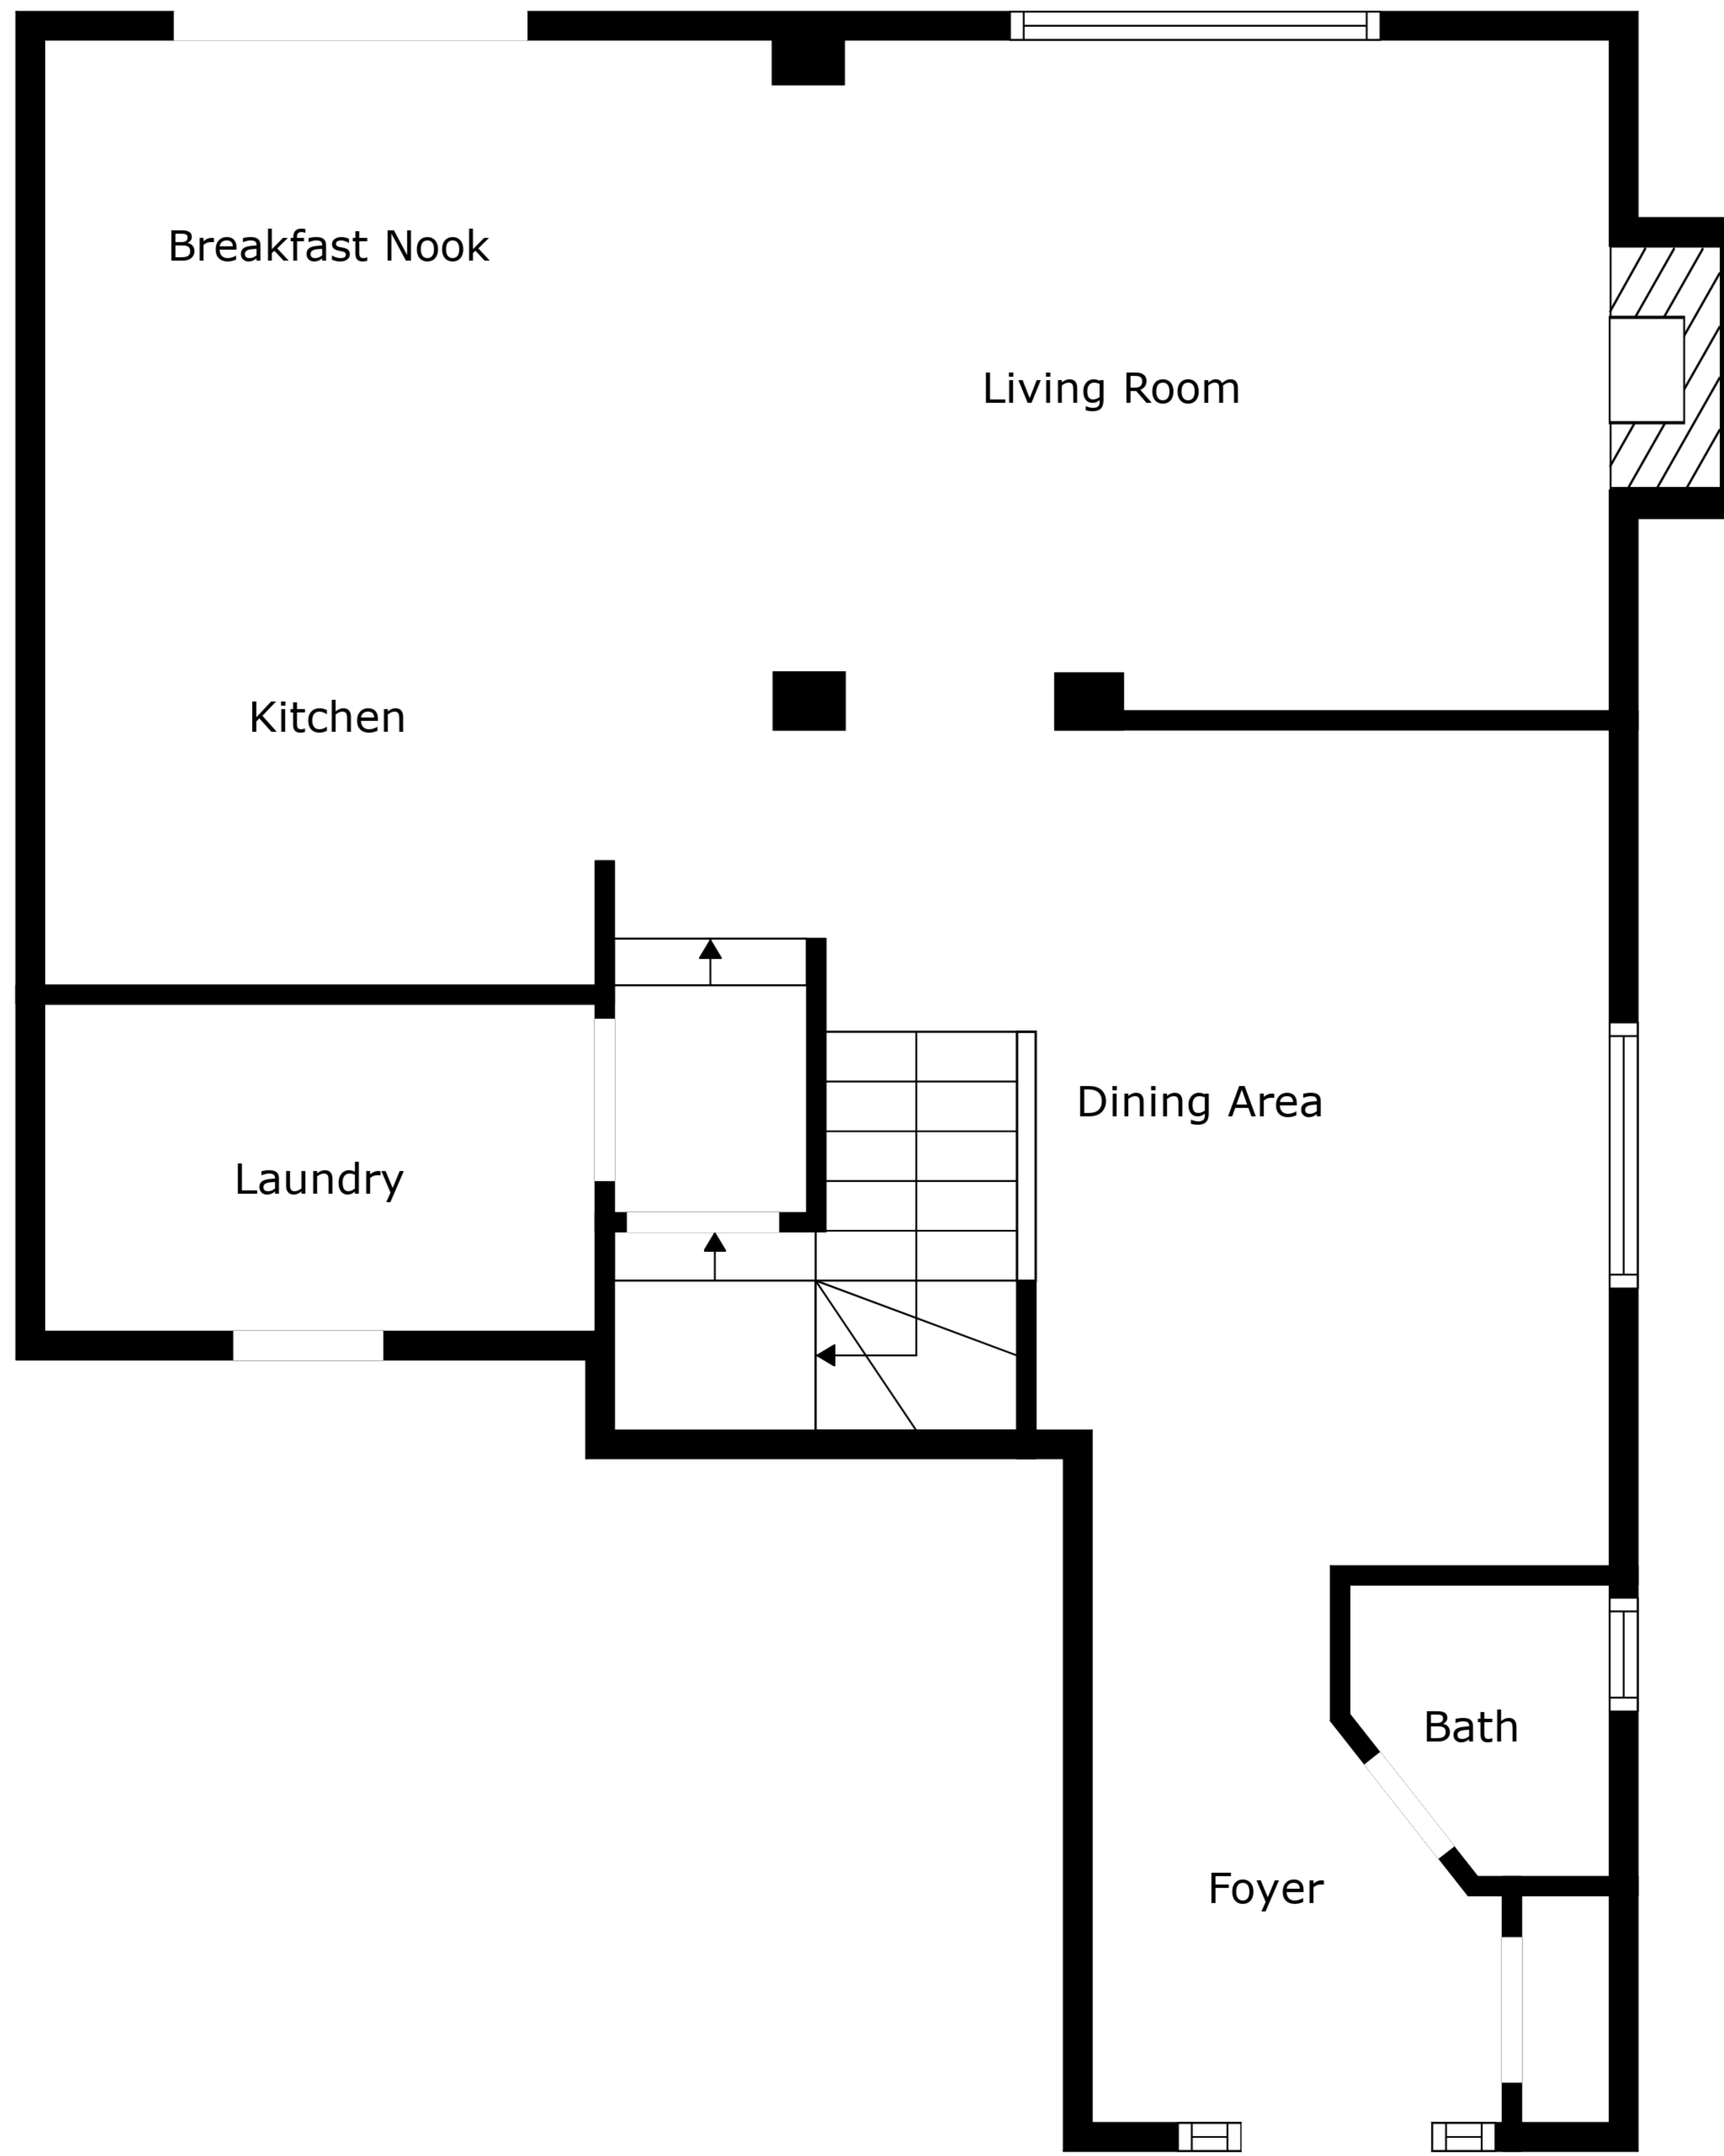 Breakfast Nook
Living Room
Kitchen
Dining Area
Laundry
Bath
Foyer